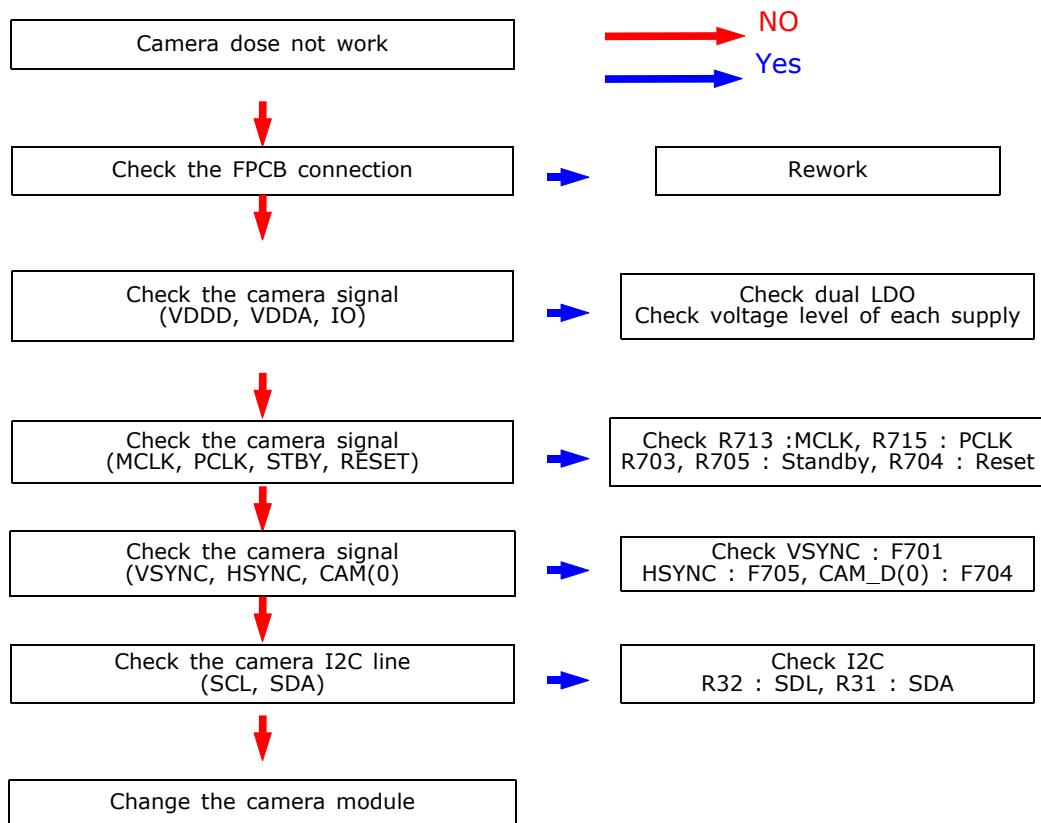 Camera dose not work
NO
Yes
Check the FPCB connection
Rework
Check the camera signal
(VDDD, VDDA, IO)
Check dual LDO
Check voltage level of each supply
Check the camera signal
(MCLK, PCLK, STBY, RESET)
Check R713 :MCLK, R715 : PCLK
R703, R705 : Standby, R704 : Reset
Check the camera signal
(VSYNC, HSYNC, CAM(0)
Check VSYNC : F701
HSYNC : F705, CAM_D(0) : F704
Check the camera I2C line
(SCL, SDA)
Check I2C
R32 : SDL, R31 : SDA
Change the camera module